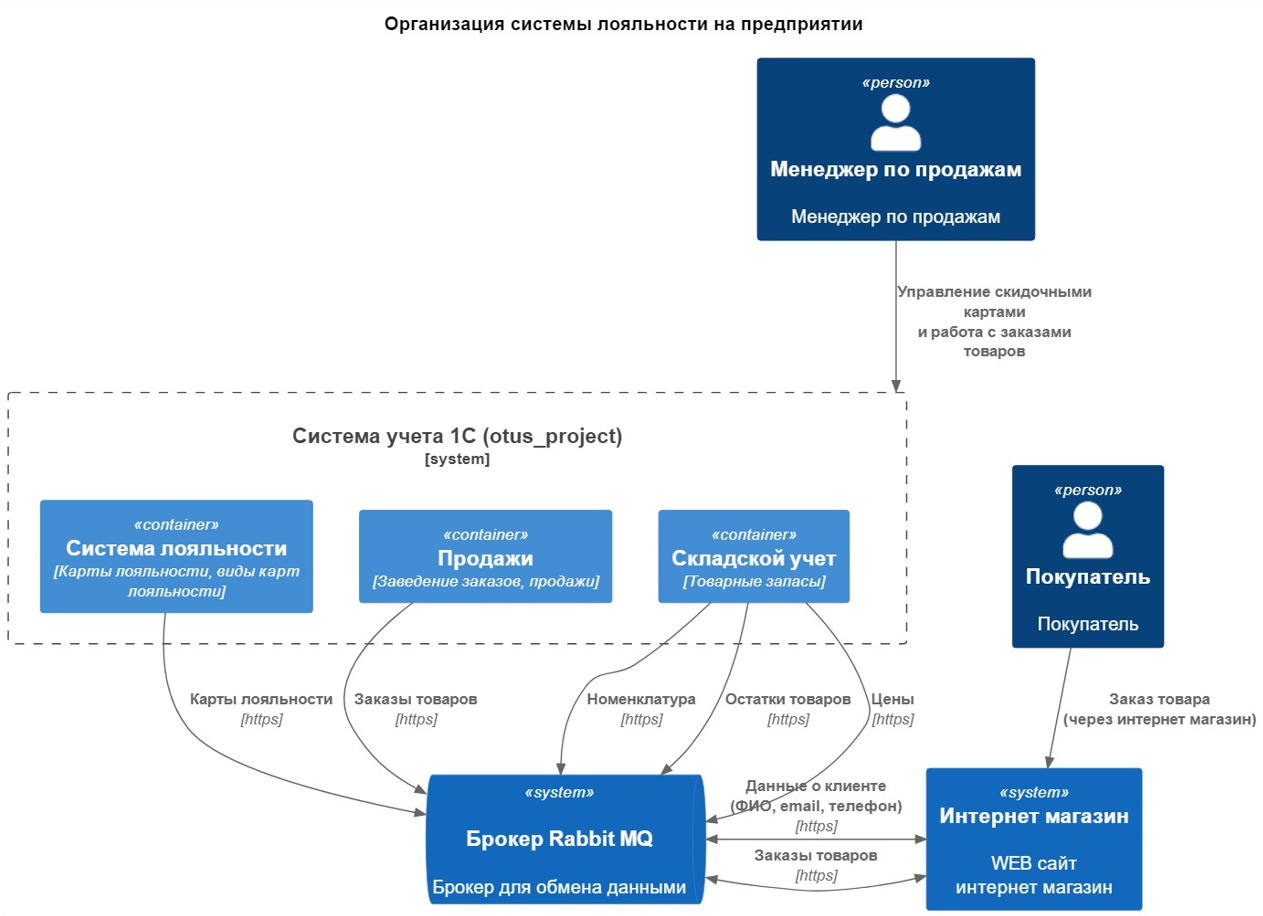 Организация системы лояльности на предприятии
«person»
Менеджер по продажам
Менеджер по продажам
Управление скидочными
картами
и работа с заказами
товаров
Система учета 1С (otus_project)
[system]
«container»
Система лояльности
[Карты лояльности, виды карт
лояльности]
«container»
Продажи
[Заведение заказов, продажи]
«container»
Складской учет
[Товарные запасы]
«person»
Покупатель
Покупатель
Карты лояльности
[https]
Заказы товаров
[https]
Номенклатура
[https]
Остатки товаров
[https]
Цены
[https]
Заказ товара
(через интернет магазин)
«system»
Брокер Rabbit MQ
Брокер для обмена данными
Данные о клиенте
(ФИО, email, телефон)
[https]
Заказы товаров
[https]
«system»
Интернет магазин
WEB сайт
интернет магазин